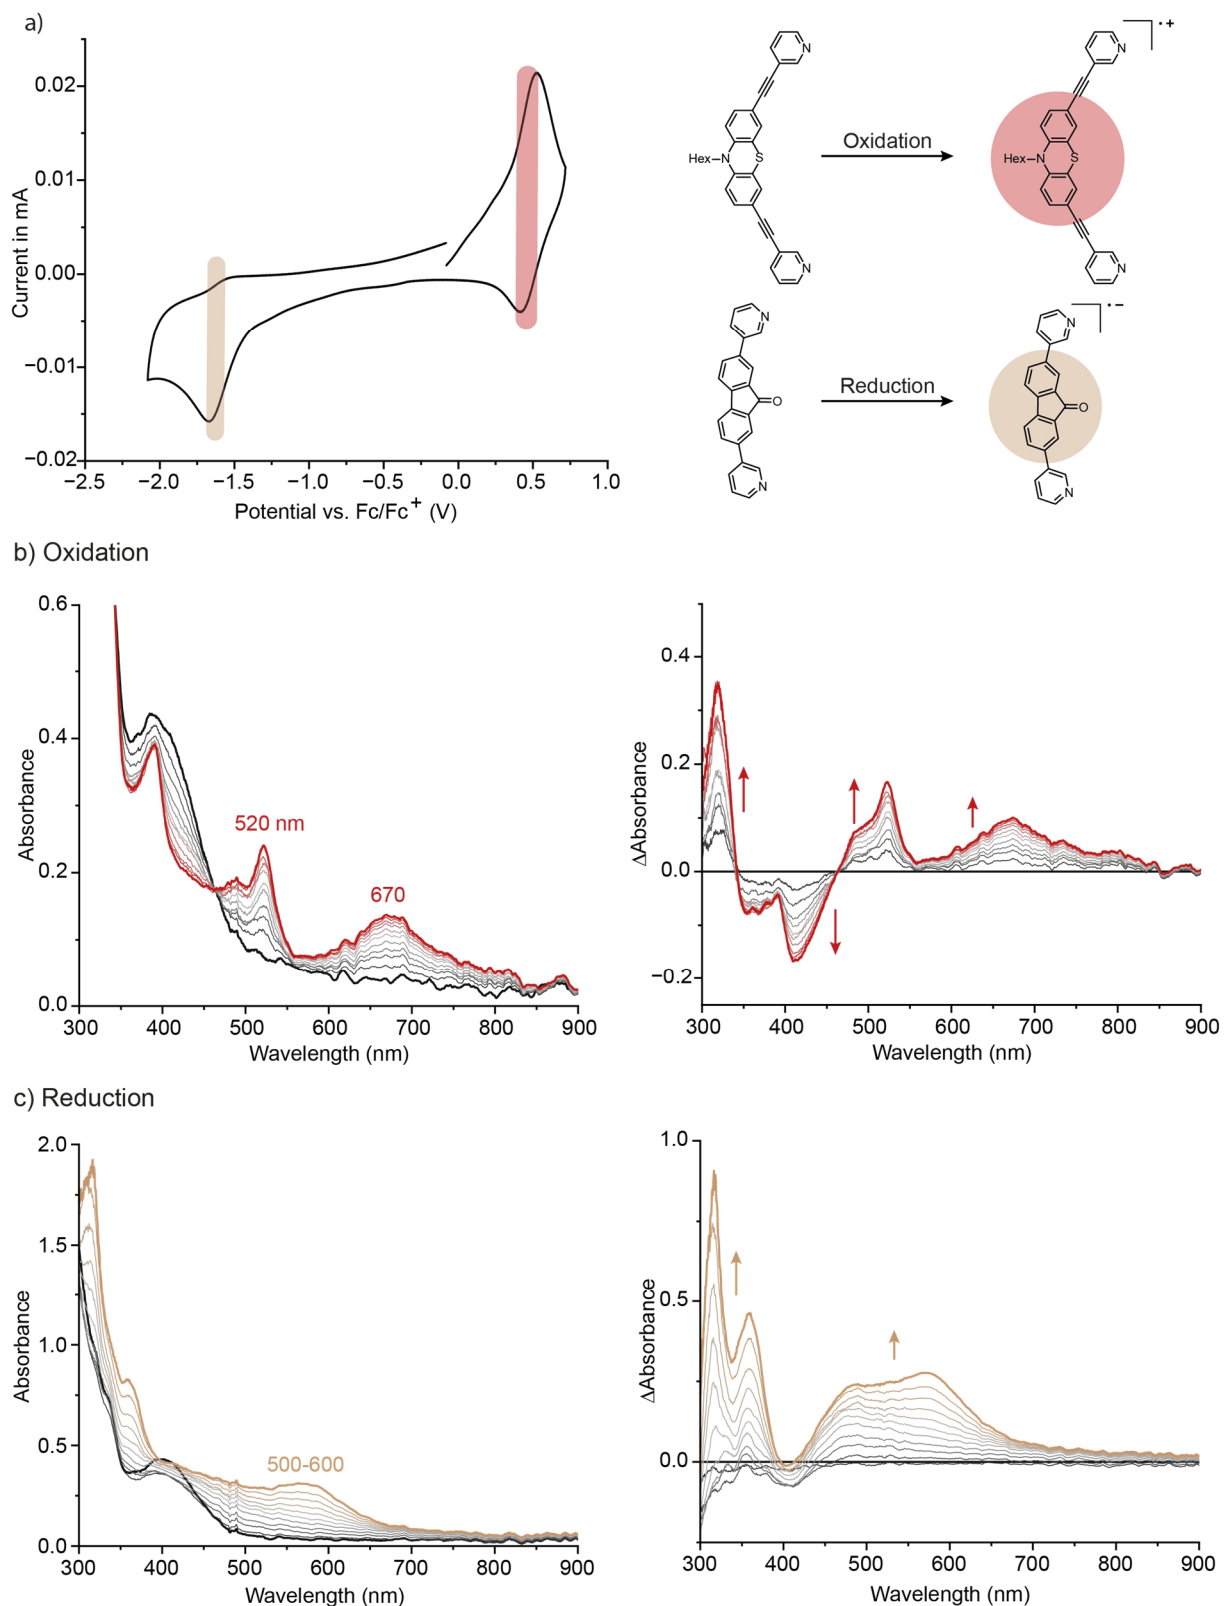 a)
0.02
0.01
0.00
−0.01
−0.02
Current in mA
−2.5 −2.0 −1.5 −1.0 −0.5 0.0 0.5 1.0
Potential vs. Fc/Fc+ (V)
N
Hex–N S
N
Oxidation
•+
N
Hex–N S
N
N
O
N
Reduction
•−
N
O
N
b) Oxidation
0.6
0.4
0.2
0.0
Absorbance
520 nm
670
300 400 500 600 700 800 900
Wavelength (nm)
0.4
0.2
0.0
−0.2
ΔAbsorbance
300 400 500 600 700 800 900
Wavelength (nm)
c) Reduction
2.0
1.5
1.0
0.5
0.0
Absorbance
500-600
300 400 500 600 700 800 900
Wavelength (nm)
1.0
0.5
0.0
ΔAbsorbance
300 400 500 600 700 800 900
Wavelength (nm)